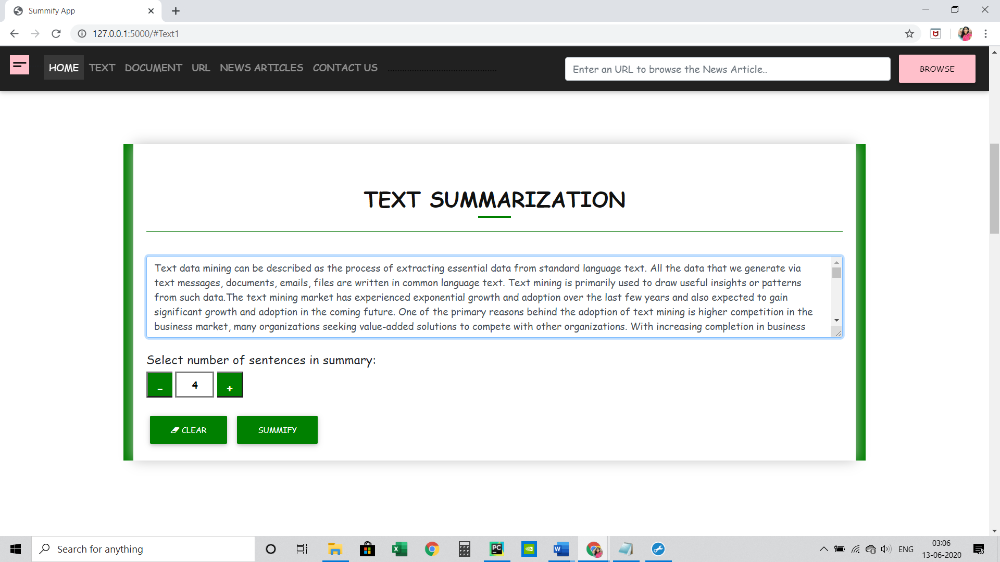 Summify App
127.0.0.1:5000/#Text1
HOME TEXT DOCUMENT URL NEWS ARTICLES CONTACT US
Enter an URL to browse the News Article..
BROWSE
TEXT SUMMARIZATION
Text data mining can be described as the process of extracting essential data from standard language text. All the data that we generate via
text messages, documents, emails, files are written in common language text. Text mining is primarily used to draw useful insights or patterns
from such data.The text mining market has experienced exponential growth and adoption over the last few years and also expected to gain
significant growth and adoption in the coming future. One of the primary reasons behind the adoption of text mining is higher competition in the
business market, many organizations seeking value-added solutions to compete with other organizations. With increasing completion in business
Select number of sentences in summary:
- 4 +
CLEAR SUMMIFY
Search for anything
ENG
03:06
13-06-2020